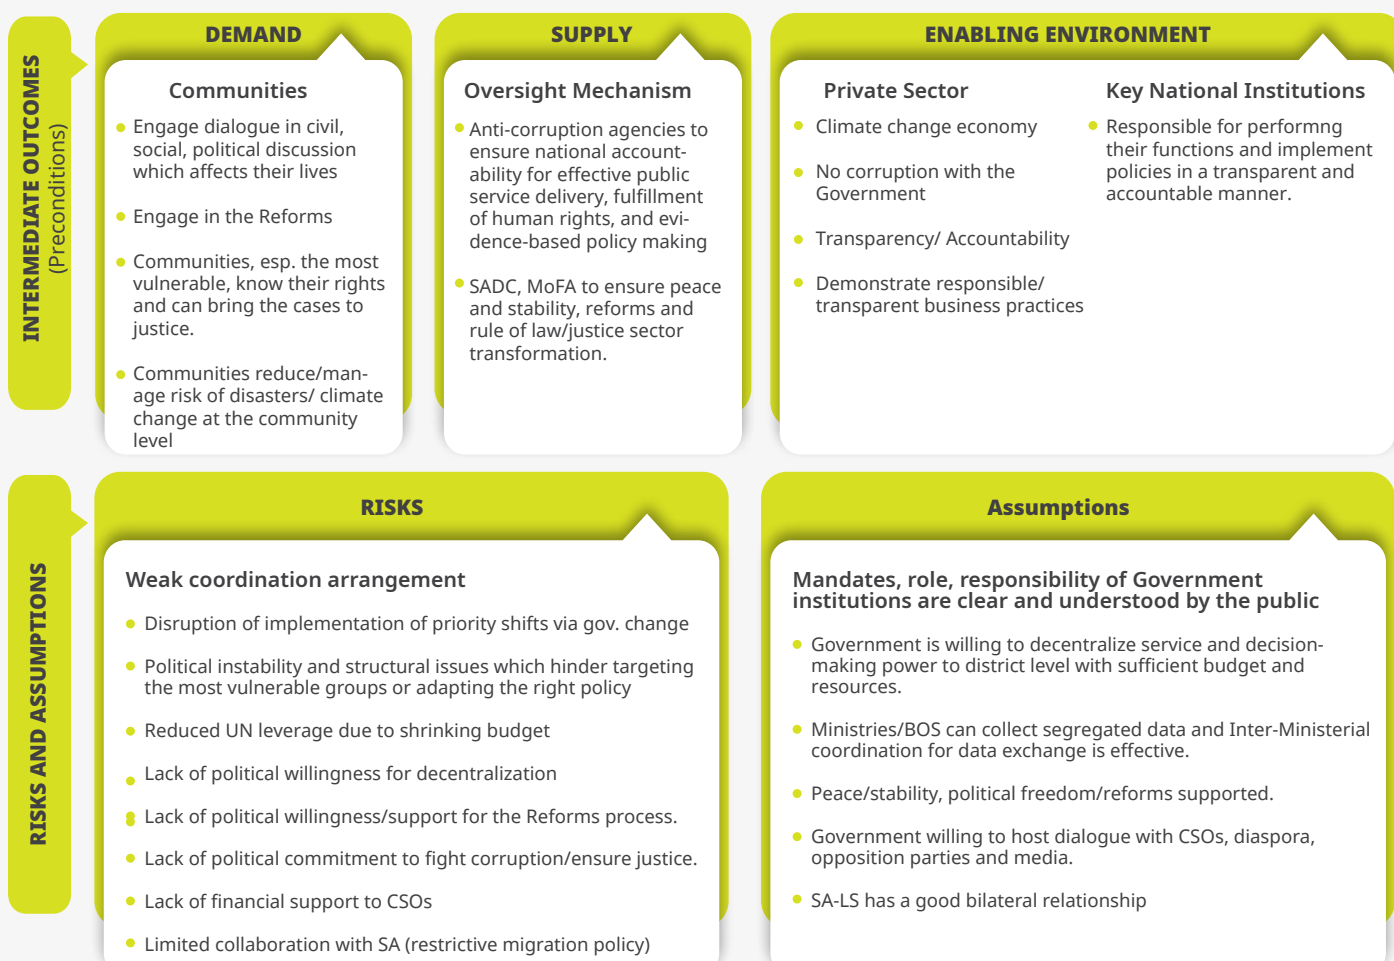 INTERMEDIATE OUTCOMES
(Preconditions)
DEMAND
Communities
Engage dialogue in civil,
social, political discussion
which affects their lives
Engage in the Reforms
Communities, esp. the most
vulnerable, know their rights
and can bring the cases to
justice.
Communities reduce/man-
age risk of disasters/ climate
change at the community
level
SUPPLY
Oversight Mechanism
Anti-corruption agencies to
ensure national account-
ability for effective public
service delivery, fulfillment
of human rights, and evi-
dence-based policy making
SADC, MoFA to ensure peace
and stability, reforms and
rule of law/justice sector
transformation.
ENABLING ENVIRONMENT
Private Sector
Climate change economy
No corruption with the
Government
Transparency/ Accountability
Demonstrate responsible/
transparent business practices
Key National Institutions
Responsible for performng
their functions and implement
policies in a transparent and
accountable manner.
RISKS AND ASSUMPTIONS
RISKS
Weak coordination arrangement
Disruption of implementation of priority shifts via gov. change
Political instability and structural issues which hinder targeting
the most vulnerable groups or adapting the right policy
Reduced UN leverage due to shrinking budget
Lack of political willingness for decentralization
Lack of political willingness/support for the Reforms process.
Lack of political commitment to fight corruption/ensure justice.
Lack of financial support to CSOs
Limited collaboration with SA (restrictive migration policy)
Assumptions
Mandates, role, responsibility of Government
institutions are clear and understood by the public
Government is willing to decentralize service and decision-
making power to district level with sufficient budget and
resources.
Ministries/BOS can collect segregated data and Inter-Ministerial
coordination for data exchange is effective.
Peace/stability, political freedom/reforms supported.
Government willing to host dialogue with CSOs, diaspora,
opposition parties and media.
SA-LS has a good bilateral relationship